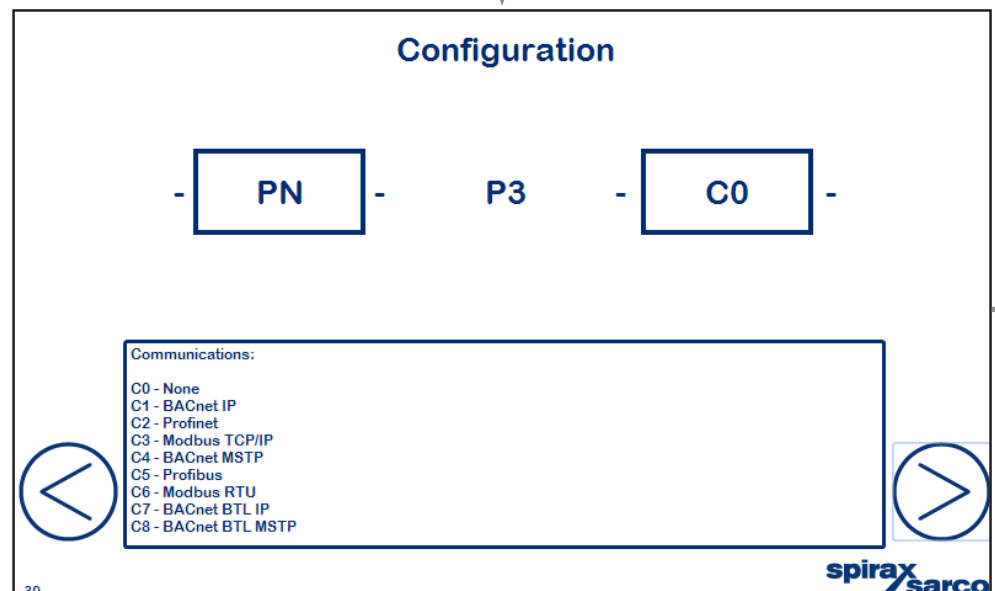 Configuration
- PN - P3 - C0 -
Communications:
C0 - None
C1 - BACnet IP
C2 - Profinet
C3 - Modbus TCP/IP
C4 - BACnet MSTP
C5 - Profibus
C6 - Modbus RTU
C7 - BACnet BTL IP
C8 - BACnet BTL MSTP
spirax
sarco